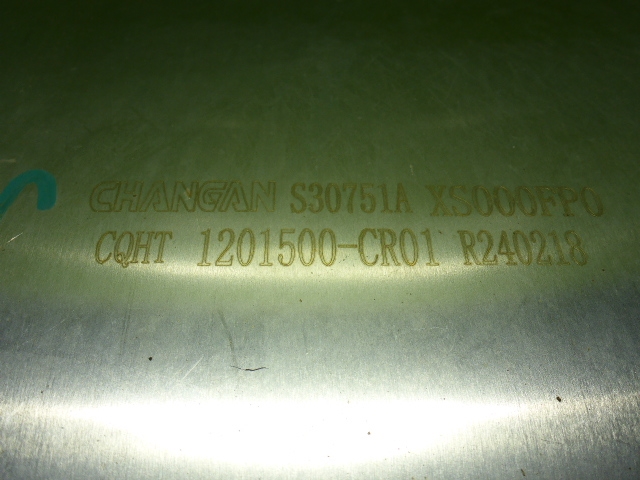 CHANGAN S30751A XS000FP0
CQHT 1201500-CR01 R240218